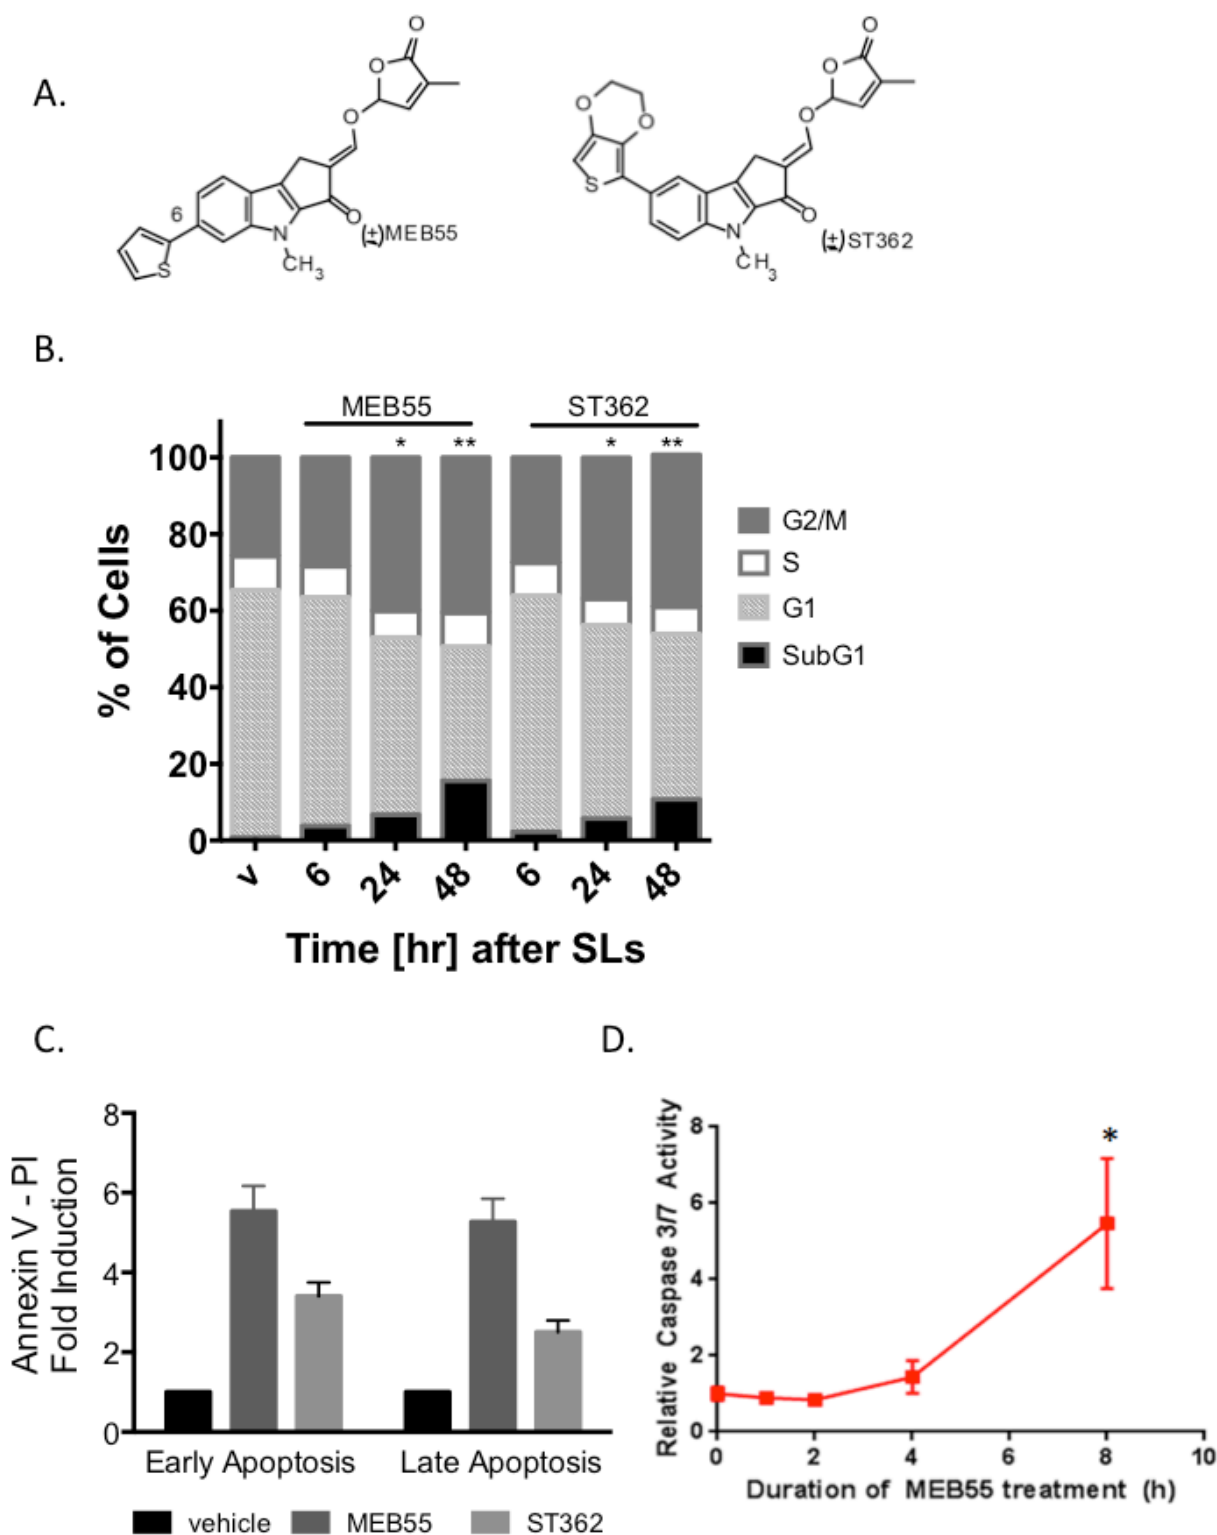 A.
O
O
O
O
6
S
N
CH3
(±)MEB55
O
O
O
O
O
O
S
N
CH3
(±)ST362
B.
MEB55
ST362
* ** * **
% of Cells
100
80
60
40
20
0
v 6 24 48 6 24 48
Time [hr] after SLs
G2/M
S
G1
SubG1
C.
Annexin V - PI
Fold Induction
8
6
4
2
0
Early Apoptosis Late Apoptosis
vehicle MEB55 ST362
D.
Relative Caspase 3/7 Activity
8
6
4
2
0
*
0 2 4 6 8 10
Duration of MEB55 treatment (h)